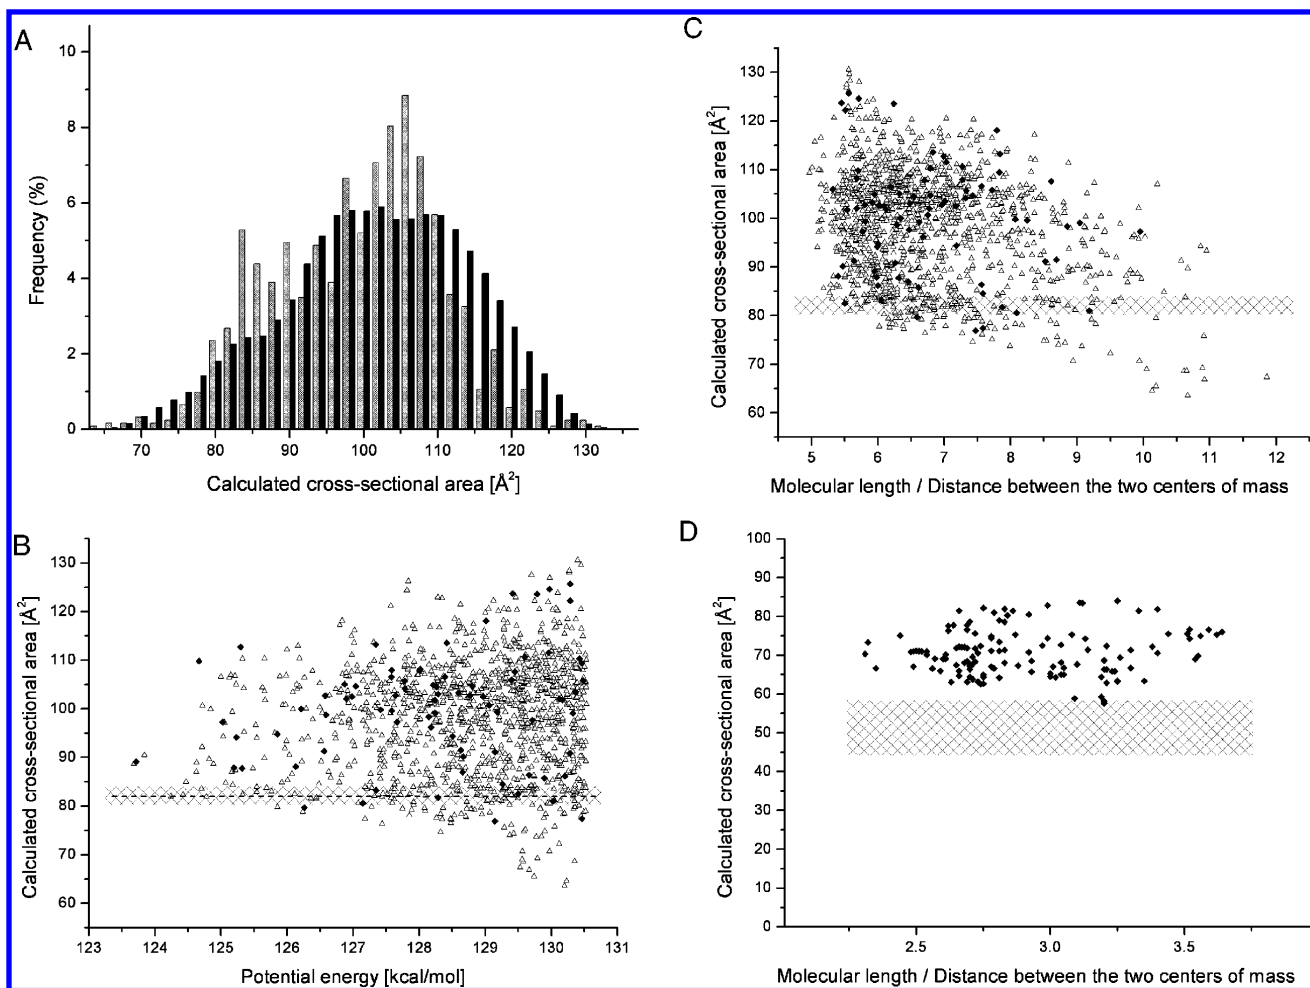 A
10
8
6
4
2
0
Frequency (%)
70 80 90 100 110 120 130
Calculated cross-sectional area [Å²]
B
130
120
110
100
90
80
70
60
Calculated cross-sectional area [Å²]
123 124 125 126 127 128 129 130 131
Potential energy [kcal/mol]
C
130
120
110
100
90
80
70
60
Calculated cross-sectional area [Å²]
5 6 7 8 9 10 11 12
Molecular length / Distance between the two centers of mass
D
100
90
80
70
60
50
40
30
20
10
0
Calculated cross-sectional area [Å²]
2.5 3.0 3.5
Molecular length / Distance between the two centers of mass